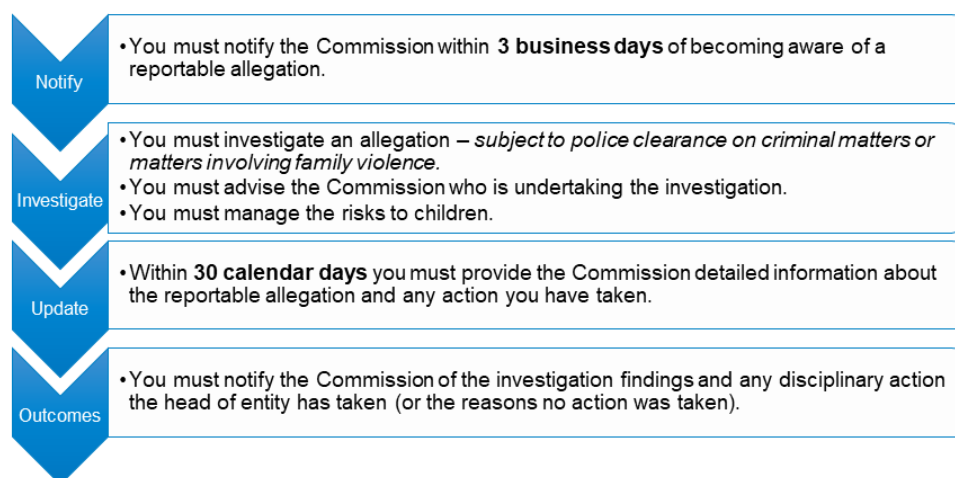 Notify
•You must notify the Commission within 3 business days of becoming aware of a
reportable allegation.
Investigate
•You must investigate an allegation – subject to police clearance on criminal matters or
matters involving family violence.
•You must advise the Commission who is undertaking the investigation.
•You must manage the risks to children.
Update
•Within 30 calendar days you must provide the Commission detailed information about
the reportable allegation and any action you have taken.
Outcomes
•You must notify the Commission of the investigation findings and any disciplinary action
the head of entity has taken (or the reasons no action was taken).